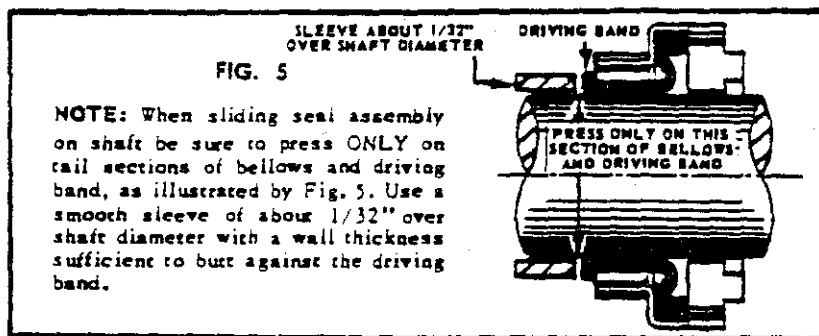 SLEEVE ABOUT 1/32"
OVER SHAFT DIAMETER
DRIVING BAND
FIG. 5
NOTE: When sliding seal assembly
on shaft be sure to press ONLY on
tail sections of bellows and driving
band, as illustrated by Fig. 5. Use a
smooth sleeve of about 1/32" over
shaft diameter with a wall thickness
sufficient to butt against the driving
band.
PRESS ONLY ON THIS
SECTION OF BELLOWS
AND DRIVING BAND